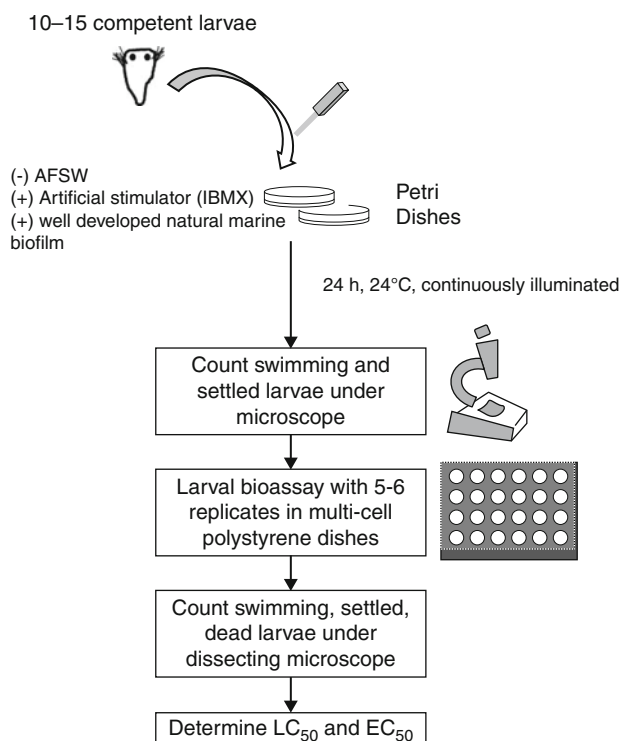 10–15 competent larvae
(-) AFSW
(+) Artificial stimulator (IBMX)
(+) well developed natural marine
biofilm
Petri
Dishes
24 h, 24°C, continuously illuminated
Count swimming and
settled larvae under
microscope
Larval bioassay with 5-6
replicates in multi-cell
polystyrene dishes
Count swimming, settled,
dead larvae under
dissecting microscope
Determine LC50 and EC50